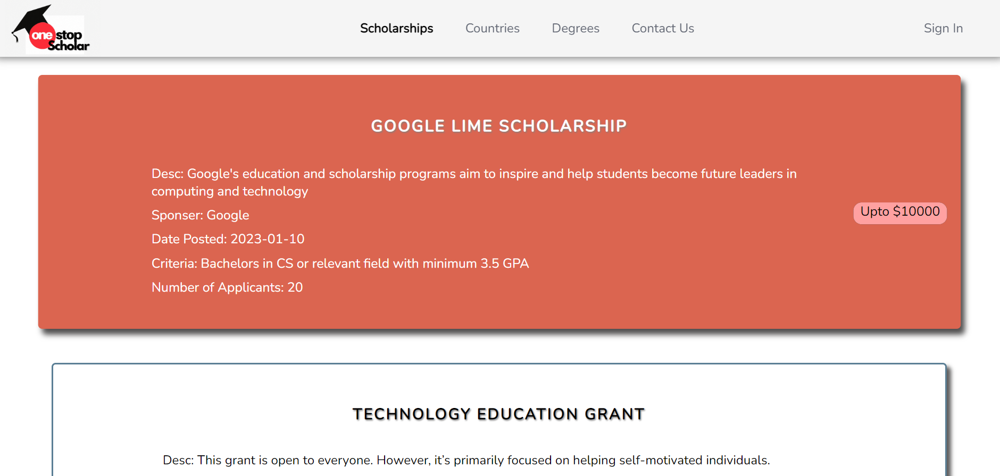 one stop
Scholar
Scholarships Countries Degrees Contact Us Sign In
GOOGLE LIME SCHOLARSHIP
Desc: Google's education and scholarship programs aim to inspire and help students become future leaders in
computing and technology
Sponser: Google
Upto $10000
Date Posted: 2023-01-10
Criteria: Bachelors in CS or relevant field with minimum 3.5 GPA
Number of Applicants: 20
TECHNOLOGY EDUCATION GRANT
Desc: This grant is open to everyone. However, it’s primarily focused on helping self-motivated individuals.